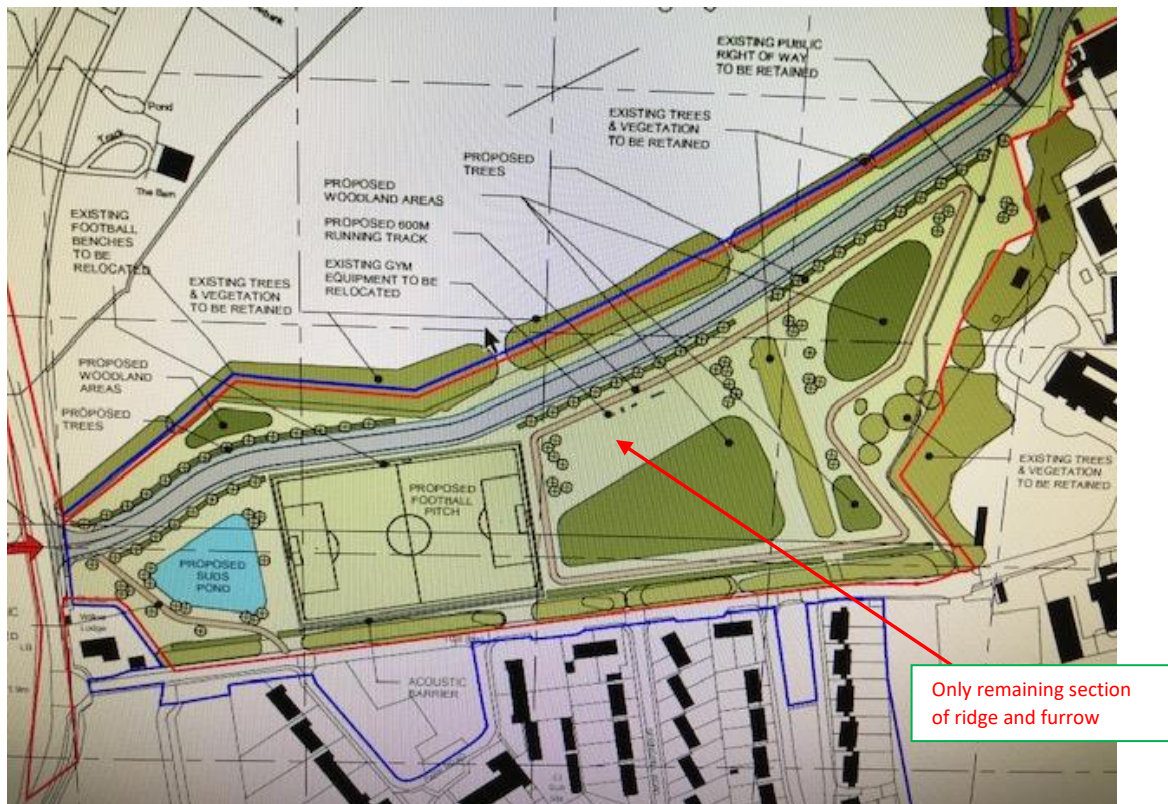 EXISTING PUBLIC
RIGHT OF WAY
TO BE RETAINED
Pond
Track
The Barn
EXISTING TREES
& VEGETATION
TO BE RETAINED
PROPOSED
TREES
PROPOSED
WOODLAND AREAS
PROPOSED 600M
RUNNING TRACK
EXISTING GYM
EQUIPMENT TO BE
RELOCATED
EXISTING
FOOTBALL
BENCHES
TO BE
RELOCATED
EXISTING TREES
& VEGETATION
TO BE RETAINED
PROPOSED
WOODLAND
AREAS
PROPOSED
TREES
PROPOSED
FOOTBALL
PITCH
EXISTING TREES
& VEGETATION
TO BE RETAINED
PROPOSED
SUDS
POND
Lodge
ACOUSTIC
BARRIER
Only remaining section
of ridge and furrow